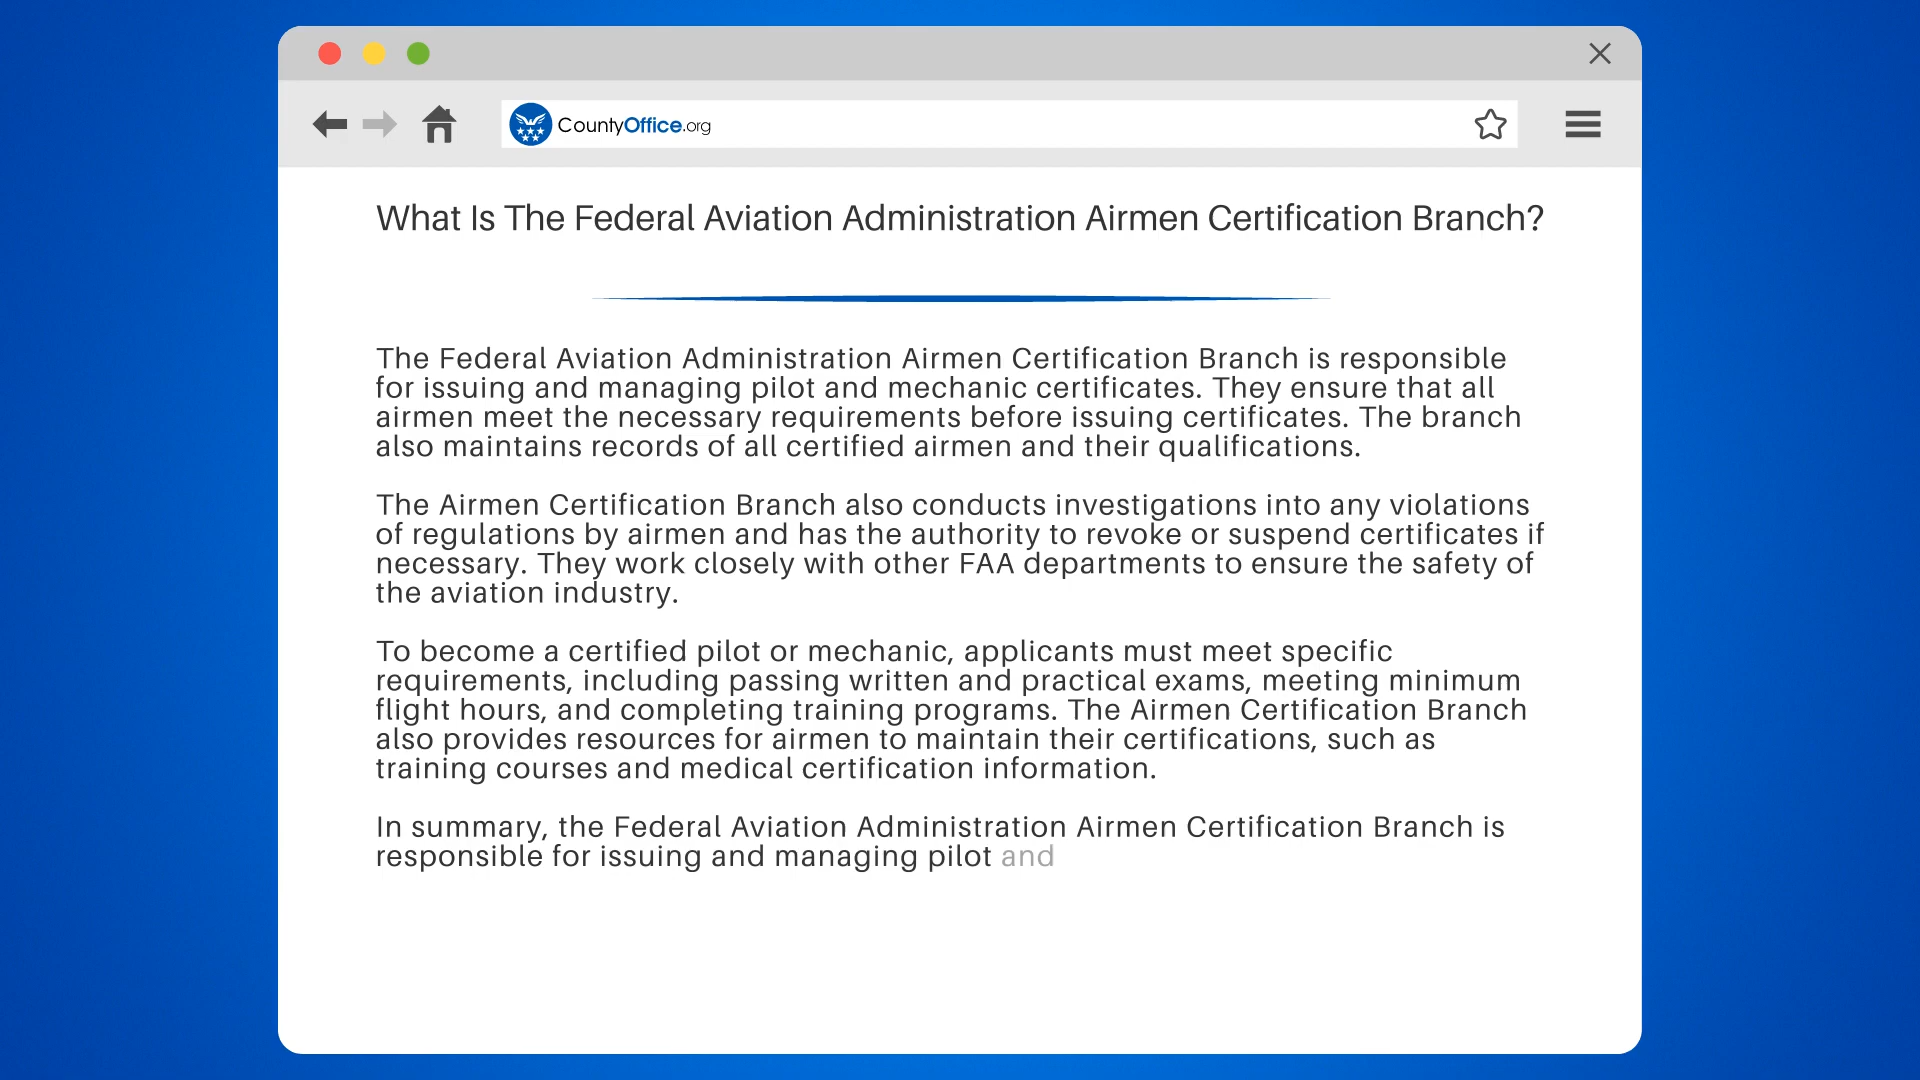 CountyOffice.org
What Is The Federal Aviation Administration Airmen Certification Branch?
The Federal Aviation Administration Airmen Certification Branch is responsible
for issuing and managing pilot and mechanic certificates. They ensure that all
airmen meet the necessary requirements before issuing certificates. The branch
also maintains records of all certified airmen and their qualifications.
The Airmen Certification Branch also conducts investigations into any violations
of regulations by airmen and has the authority to revoke or suspend certificates if
necessary. They work closely with other FAA departments to ensure the safety of
the aviation industry.
To become a certified pilot or mechanic, applicants must meet specific
requirements, including passing written and practical exams, meeting minimum
flight hours, and completing training programs. The Airmen Certification Branch
also provides resources for airmen to maintain their certifications, such as
training courses and medical certification information.
In summary, the Federal Aviation Administration Airmen Certification Branch is
responsible for issuing and managing pilot and